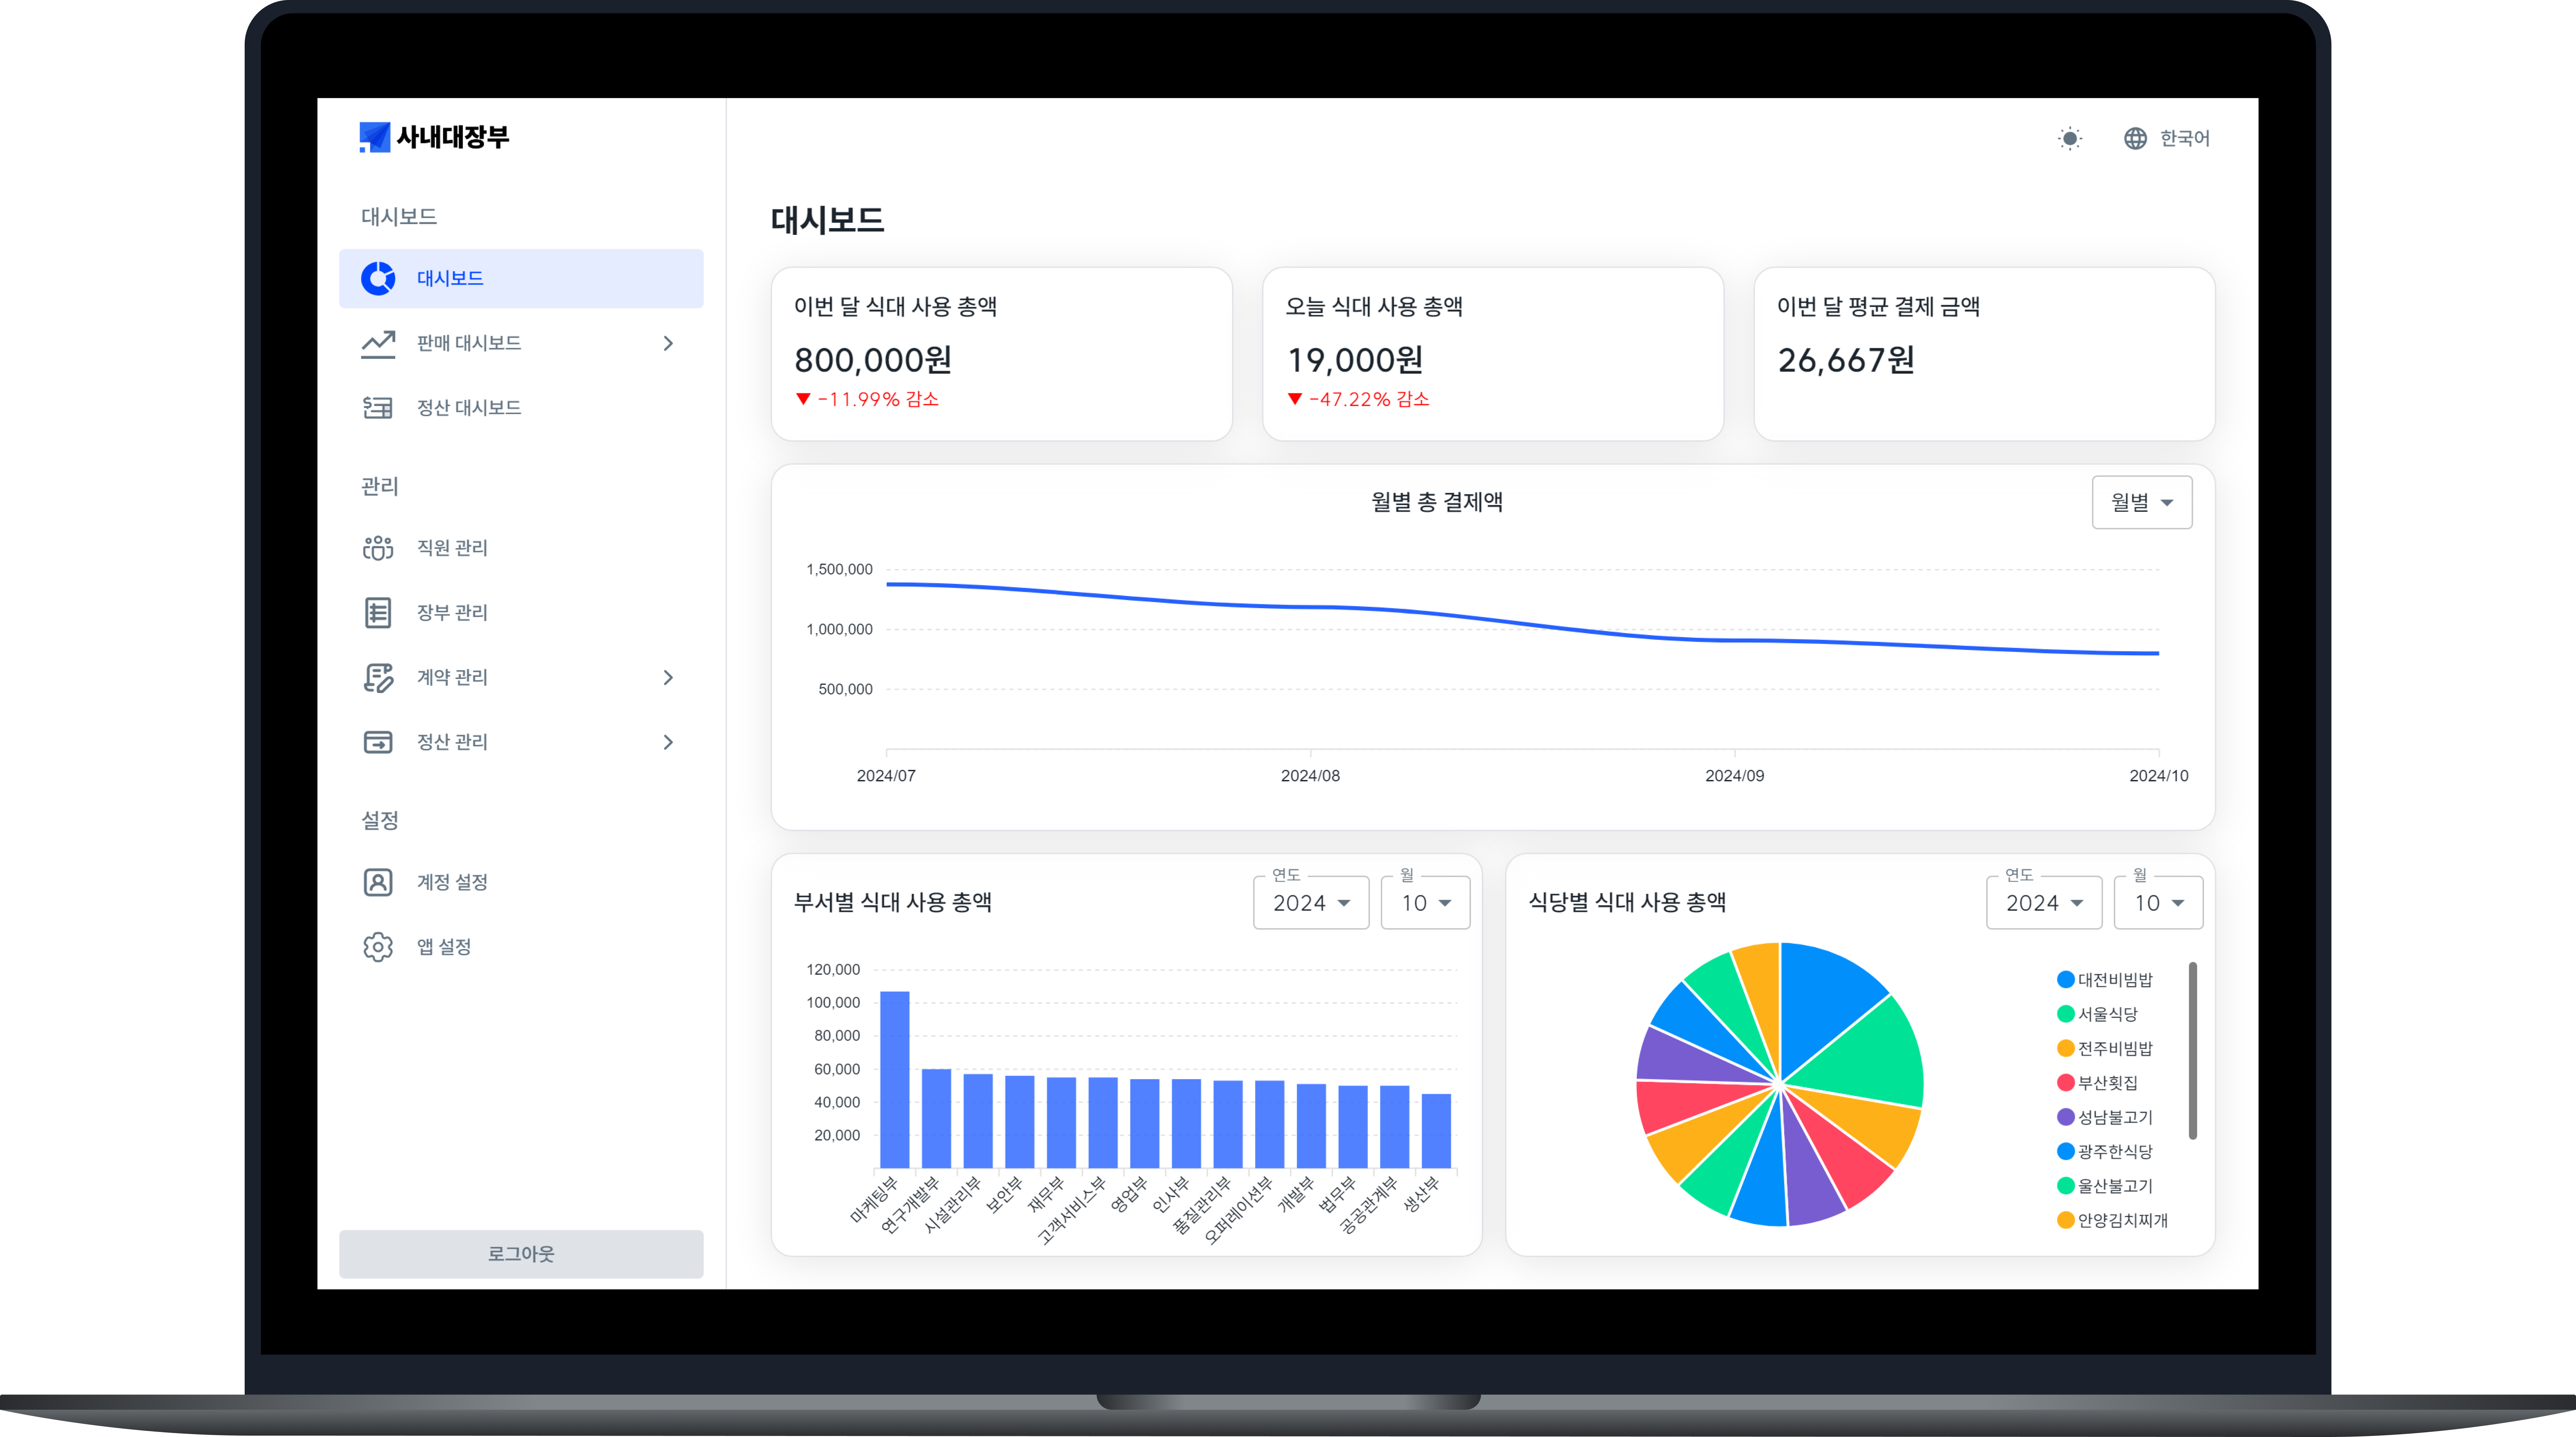 사내대장부
한국어
대시보드
대시보드
판매 대시보드
정산 대시보드
관리
직원 관리
장부 관리
계약 관리
정산 관리
설정
계정 설정
앱 설정
로그아웃
대시보드
이번 달 식대 사용 총액
800,000원
▼ -11.99% 감소
오늘 식대 사용 총액
19,000원
▼ -47.22% 감소
이번 달 평균 결제 금액
26,667원
월별 총 결제액
월별
1,500,000
1,000,000
500,000
2024/07
2024/08
2024/09
2024/10
부서별 식대 사용 총액
연도
2024
월
10
120,000
100,000
80,000
60,000
40,000
20,000
마케팅부
연구개발부
시설관리부
보안부
재무부
고객서비스부
영업부
인사부
품질관리부
오퍼레이션부
개발부
법무부
공공관계부
생산부
식당별 식대 사용 총액
연도
2024
월
10
대전비빔밥
서울식당
전주비빔밥
부산횟집
성남불고기
광주한식당
울산불고기
안양김치찌개